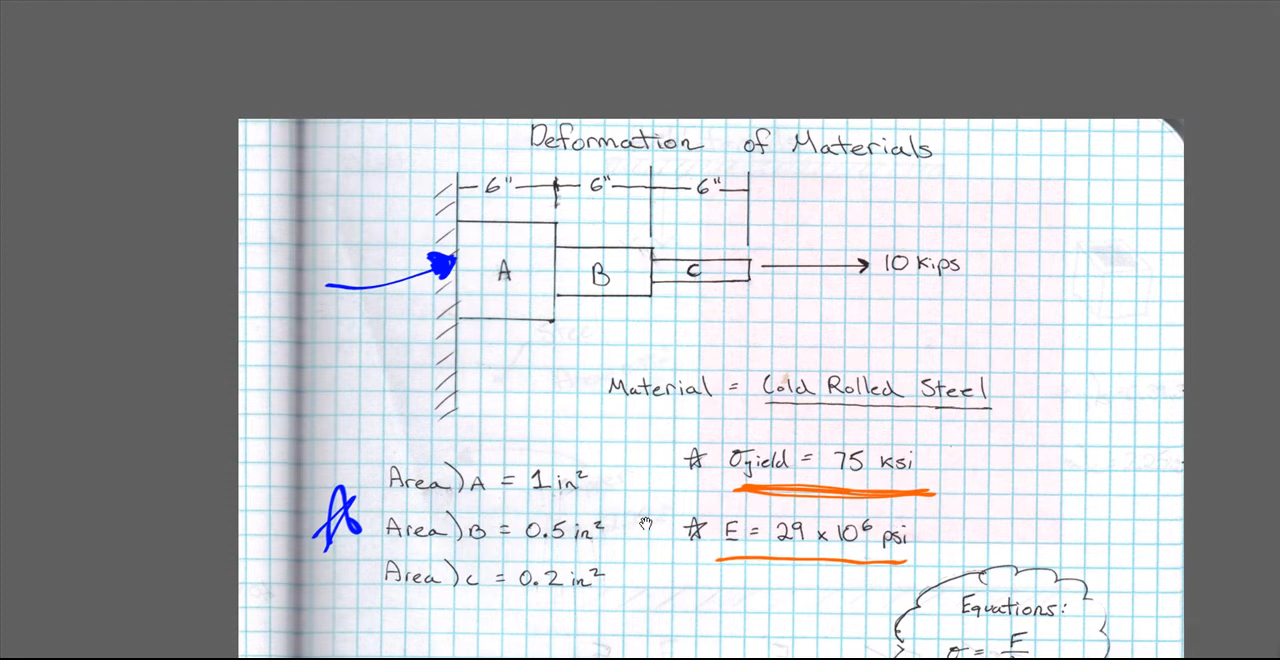 Deformation of Materials
6" 6" 6"
A B C
10 Kips
Material = Cold Rolled Steel
☆ σyield = 75 ksi
Area)A = 1 in²
Area)B = 0.5 in²
☆ E = 29 x 10⁶ psi
Area)c = 0.2 in²
Equations:
σ = F